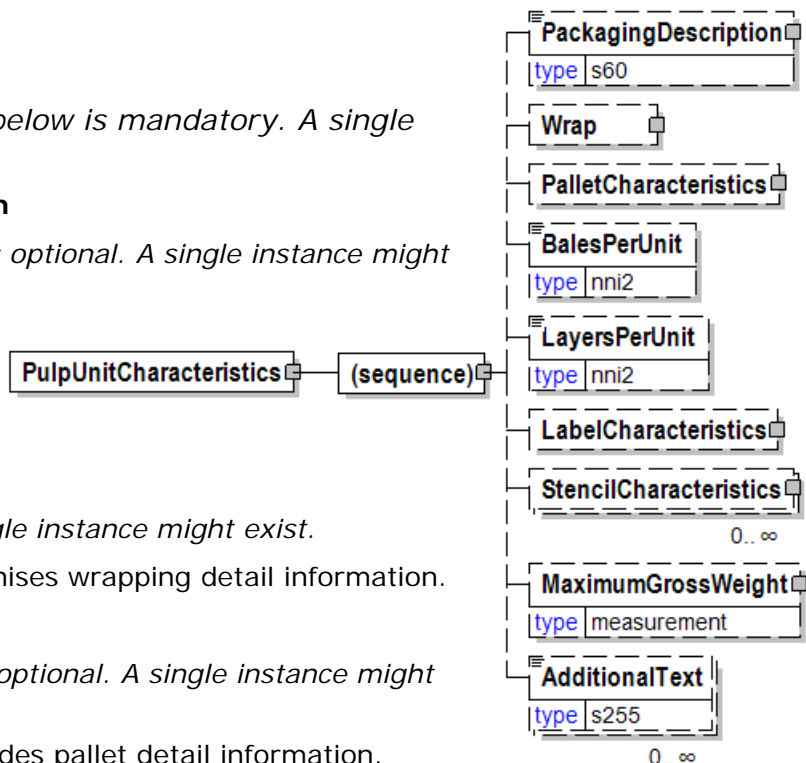 below is mandatory. A single
n
optional. A single instance might
gle instance might exist.
nises wrapping detail information.
optional. A single instance might
des pallet detail information.
PulpUnitCharacteristics
(sequence)
PackagingDescription
type s60
Wrap
PalletCharacteristics
BalesPerUnit
type nni2
LayersPerUnit
type nni2
LabelCharacteristics
StencilCharacteristics
0..∞
MaximumGrossWeight
type measurement
AdditionalText
type s255
0..∞